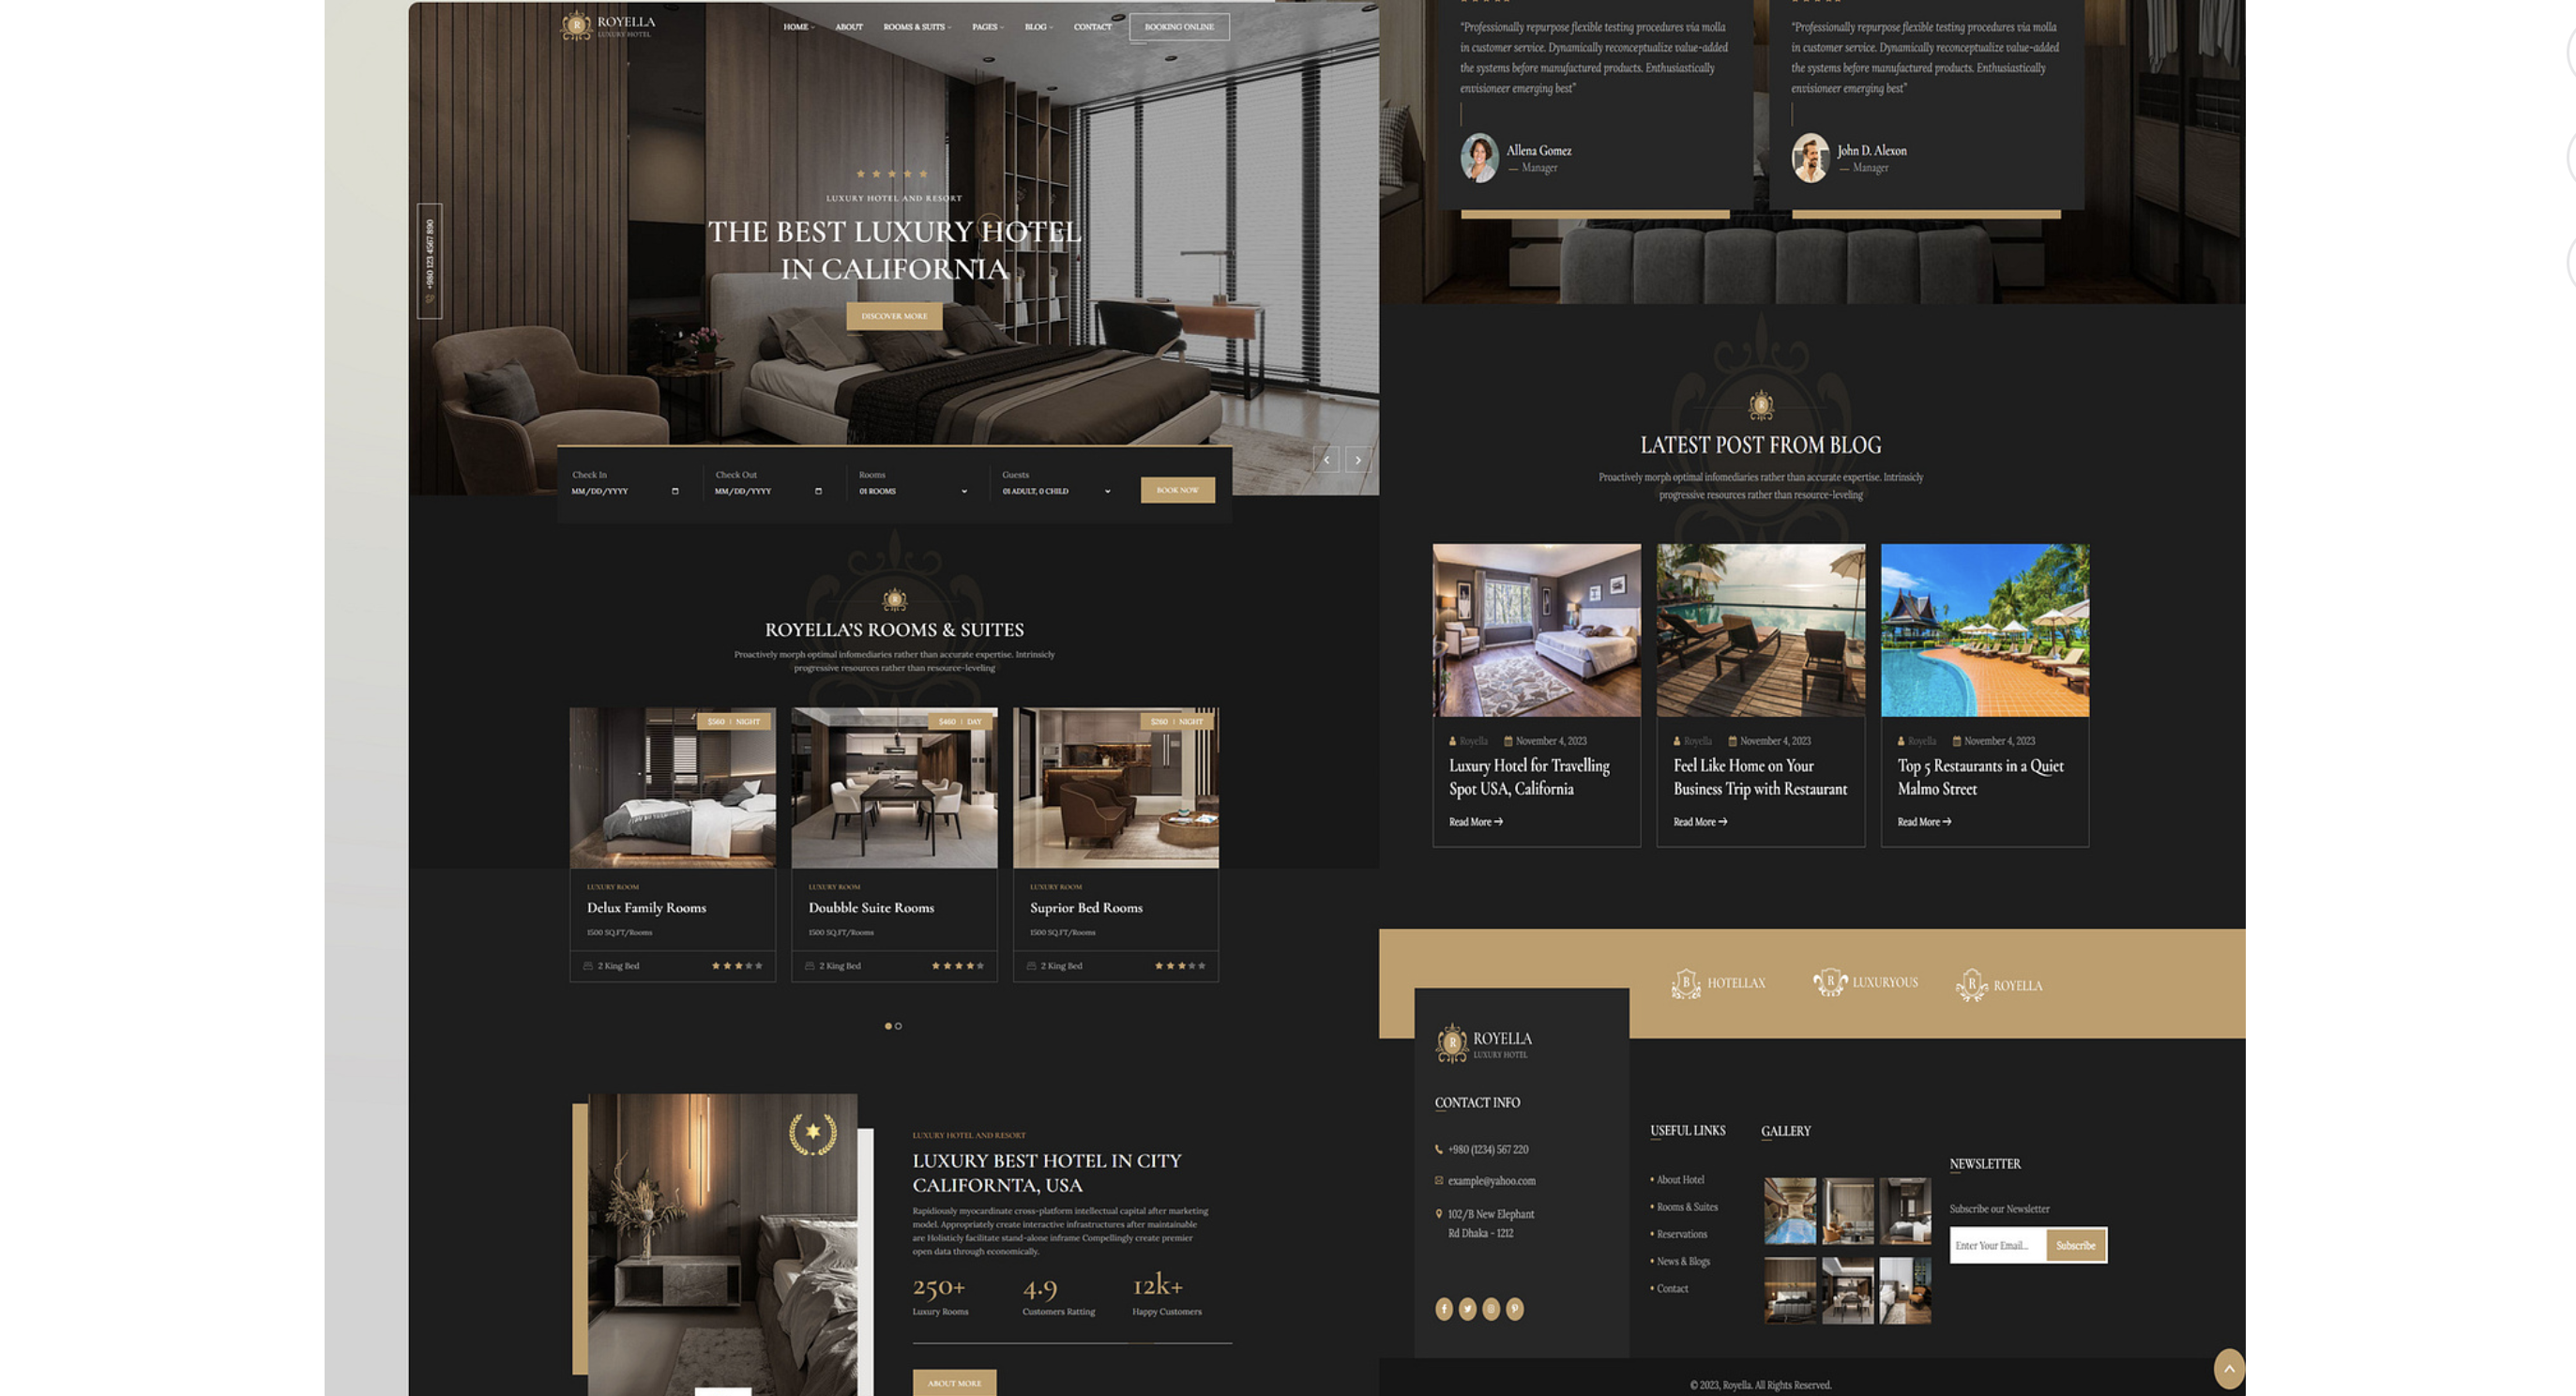 ROYELLA
LUXURY HOTEL
HOME ABOUT ROOMS & SUITS PAGES BLOG CONTACT BOOKING ONLINE
+980 123 4567 890
LUXURY HOTEL AND RESORT
THE BEST LUXURY HOTEL
IN CALIFORNIA
DISCOVER MORE
Check In Check Out Rooms Guests
MM/DD/YYYY MM/DD/YYYY 01 ROOMS 01 ADULT, 0 CHILD BOOK NOW
R
ROYELLA'S ROOMS & SUITES
Proactively morph optimal infomediaries rather than accurate expertise. Intrinsicly
progressive resources rather than resource-leveling
$560 | NIGHT
$460 | DAY
$260 | NIGHT
LUXURY ROOM
Delux Family Rooms
1500 SQ.FT/Rooms
2 King Bed
LUXURY ROOM
Doubble Suite Rooms
1500 SQ.FT/Rooms
2 King Bed
LUXURY ROOM
Suprior Bed Rooms
1500 SQ.FT/Rooms
2 King Bed
LUXURY HOTEL AND RESORT
LUXURY BEST HOTEL IN CITY
CALIFORNTA, USA
Rapidiously myocardinate cross-platform intellectual capital after marketing
model. Appropriately create interactive infrastructures after maintainable
are Holisticly facilitate stand-alone inframe Compellingly create premier
open data through economically.
250+ 4.9 12k+
Luxury Rooms Customers Ratting Happy Customers
ABOUT MORE
"Professionally repurpose flexible testing procedures via molla
in customer service. Dynamically reconceptualize value-added
the systems before manufactured products. Enthusiastically
envisioneer emerging best"
Allena Gomez
— Manager
"Professionally repurpose flexible testing procedures via molla
in customer service. Dynamically reconceptualize value-added
the systems before manufactured products. Enthusiastically
envisioneer emerging best"
John D. Alexon
— Manager
R
LATEST POST FROM BLOG
Proactively morph optimal infomediaries rather than accurate expertise. Intrinsicly
progressive resources rather than resource-leveling
Royella November 4, 2023
Luxury Hotel for Travelling
Spot USA, California
Read More →
Royella November 4, 2023
Feel Like Home on Your
Business Trip with Restaurant
Read More →
Royella November 4, 2023
Top 5 Restaurants in a Quiet
Malmo Street
Read More →
B HOTELLAX R LUXURYOUS R ROYELLA
R ROYELLA
LUXURY HOTEL
CONTACT INFO
+980 (1234) 567 220
example@yahoo.com
102/B New Elephant
Rd Dhaka - 1212
USEFUL LINKS
• About Hotel
• Rooms & Suites
• Reservations
• News & Blogs
• Contact
GALLERY
NEWSLETTER
Subscribe our Newsletter
Enter Your Email... Subscribe
© 2023, Royella. All Rights Reserved.